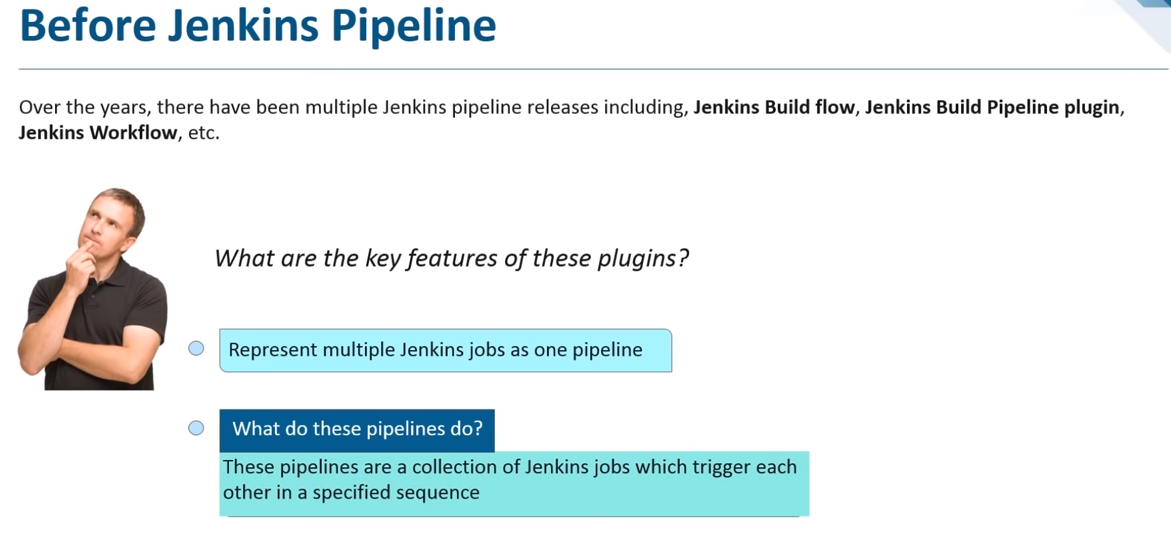 Before Jenkins Pipeline
Over the years, there have been multiple Jenkins pipeline releases including, Jenkins Build flow, Jenkins Build Pipeline plugin,
Jenkins Workflow, etc.
What are the key features of these plugins?
Represent multiple Jenkins jobs as one pipeline
What do these pipelines do?
These pipelines are a collection of Jenkins jobs which trigger each
other in a specified sequence